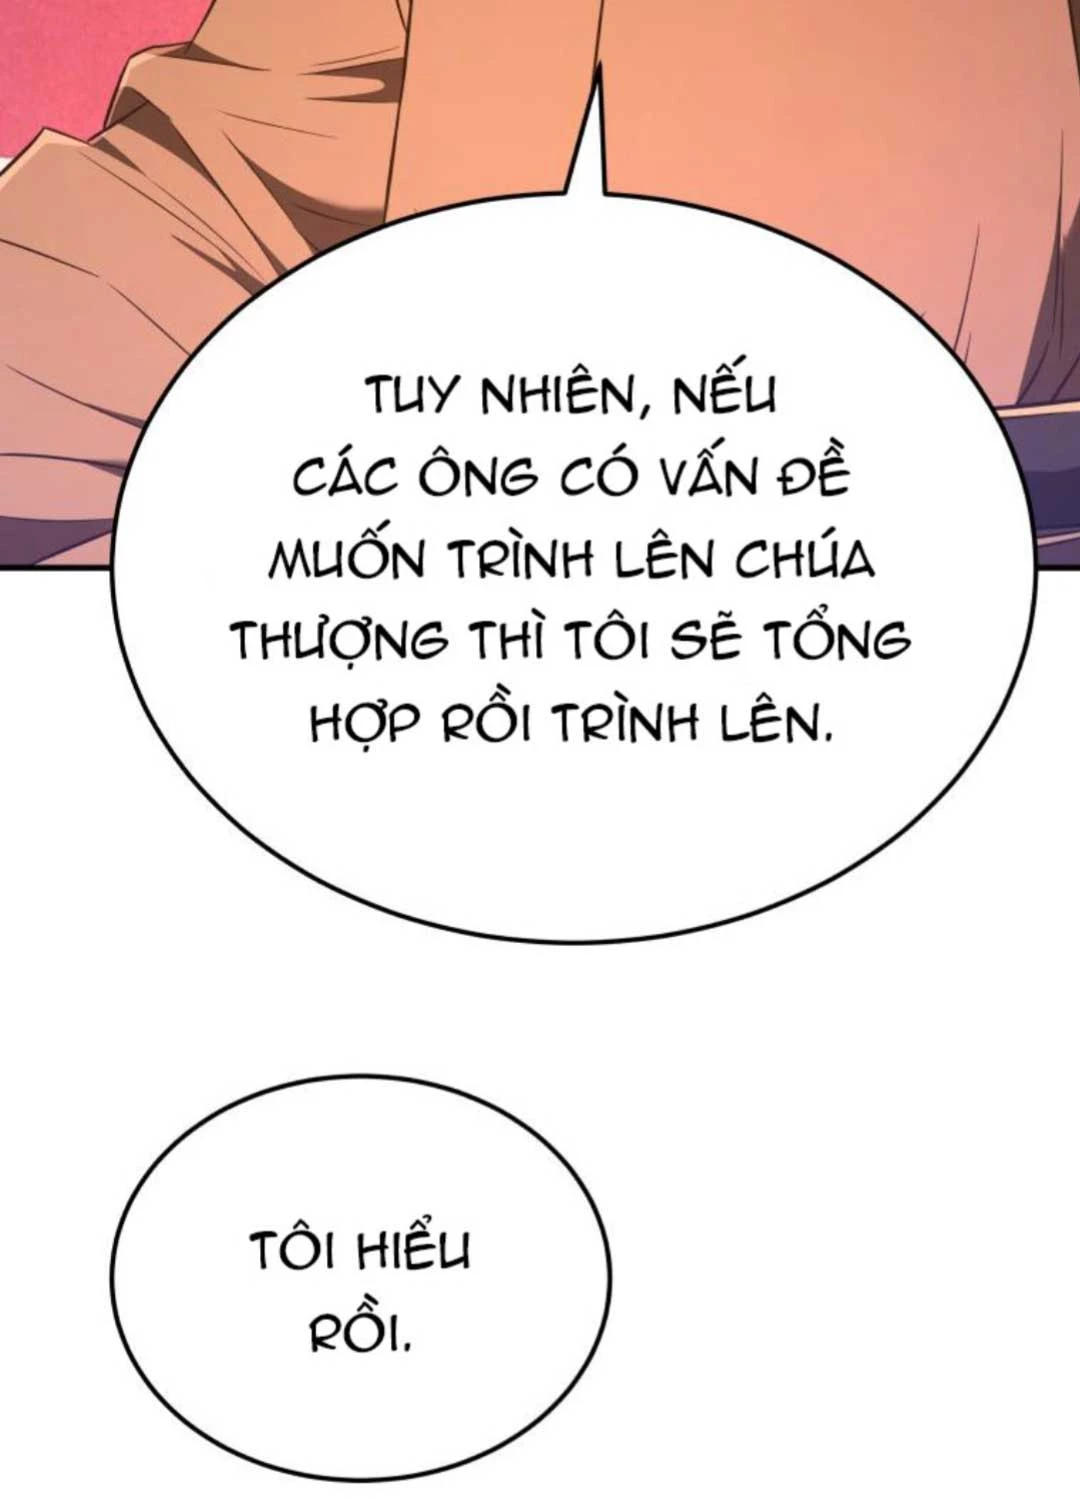 TUY NHIÊN, NẾU
CÁC ÔNG CÓ VẤN ĐỀ
MUỐN TRÌNH LÊN CHÚA
THƯỢNG THÌ TÔI SẼ TỔNG
HỢP RỒI TRÌNH LÊN.
TÔI HIỂU
RỒI.